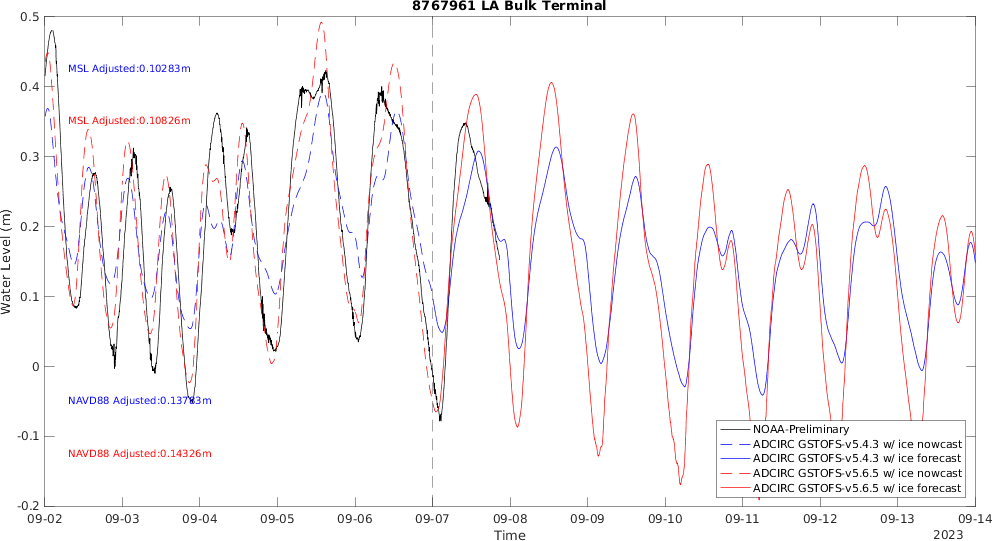 8767961 LA Bulk Terminal
0.5
0.4
0.3
0.2
0.1
0
-0.1
-0.2
Water Level (m)
MSL Adjusted:0.10283m
MSL Adjusted:0.10826m
NAVD88 Adjusted:0.13783m
NAVD88 Adjusted:0.14326m
NOAA-Preliminary
ADCIRC GSTOFS-v5.4.3 w/ ice nowcast
ADCIRC GSTOFS-v5.4.3 w/ ice forecast
ADCIRC GSTOFS-v5.6.5 w/ ice nowcast
ADCIRC GSTOFS-v5.6.5 w/ ice forecast
09-02 09-03 09-04 09-05 09-06 09-07 09-08 09-09 09-10 09-11 09-12 09-13 09-14
Time
2023